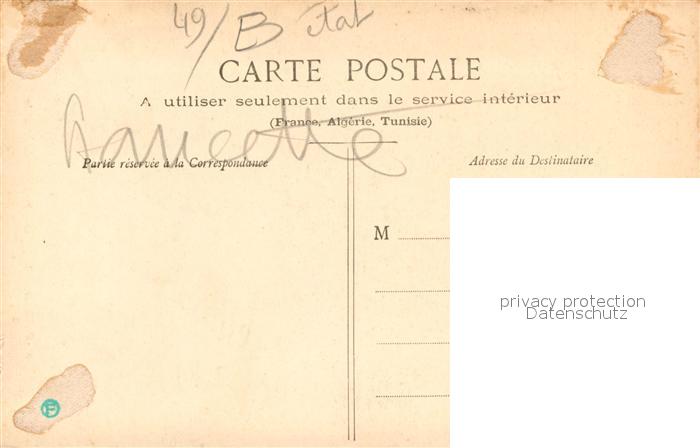 49/B état
CARTE POSTALE
A utiliser seulement dans le service intérieur
(France, Algérie, Tunisie)
Partie réservée à la Correspondance
Adresse du Destinataire
M
privacy protection
Datenschutz